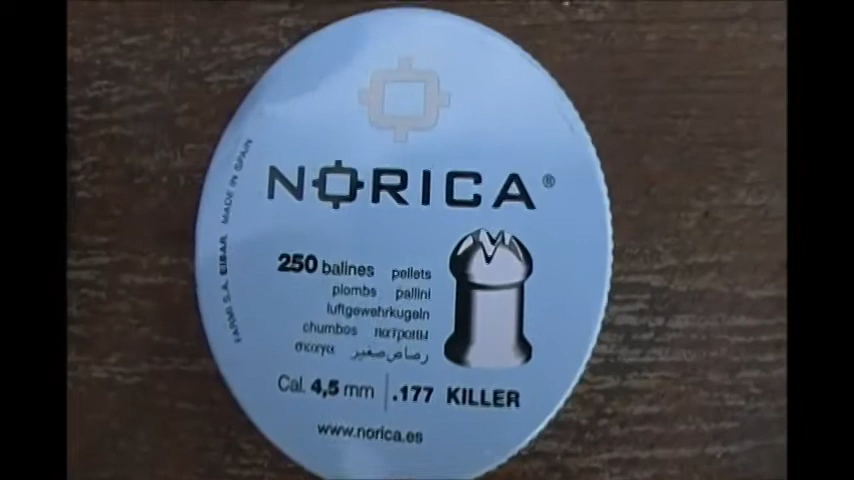 NORICA®
250 balines pellets
plombs pallini
luftgewehrkugeln
chumbos патроны
σκαγια رصاص صغير
Cal. 4,5 mm .177 KILLER
www.norica.es
FARMI S.A. EIBAR MADE IN SPAIN